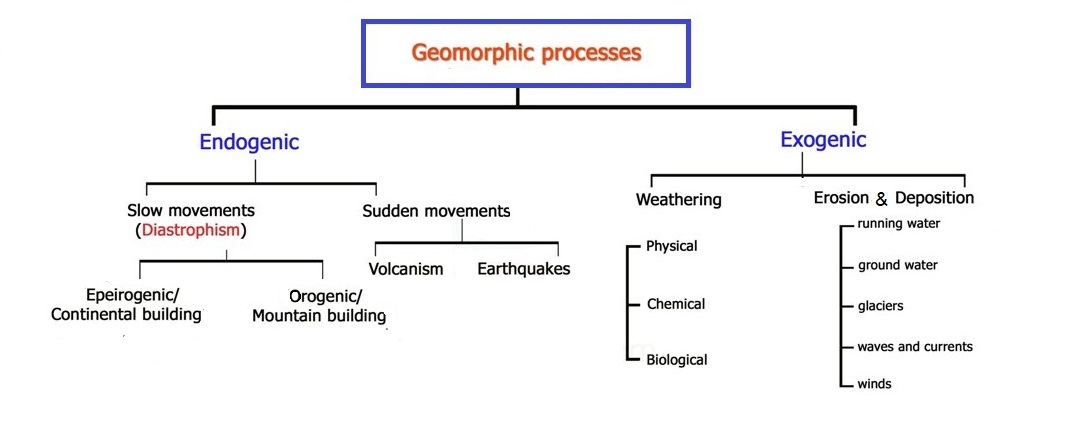 Geomorphic processes
Endogenic
Exogenic
Slow movements
(Diastrophism)
Sudden movements
Weathering
Erosion & Deposition
Epeirogenic/
Continental building
Orogenic/
Mountain building
Volcanism
Earthquakes
Physical
Chemical
Biological
running water
ground water
glaciers
waves and currents
winds